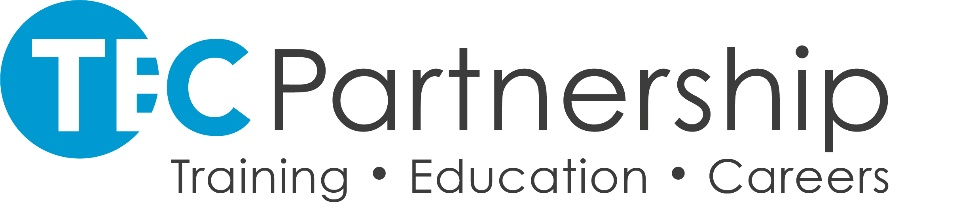 TEC Partnership
Training • Education • Careers